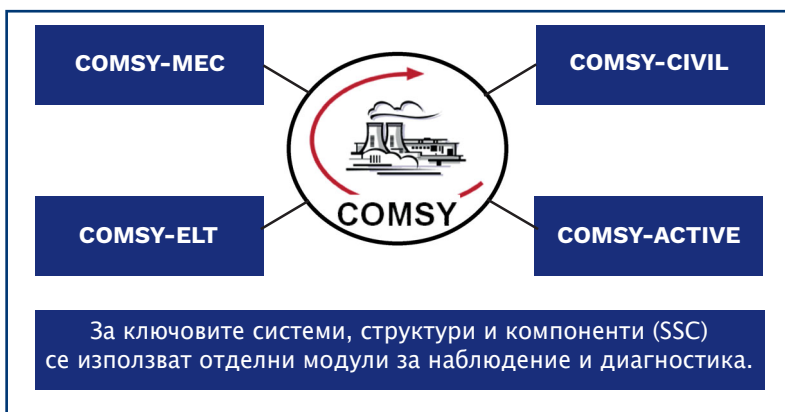 COMSY-MEC
COMSY-CIVIL
COMSY
COMSY-ELT
COMSY-ACTIVE
За ключовите системи, структури и компоненти (SSC)
се използват отделни модули за наблюдение и диагностика.